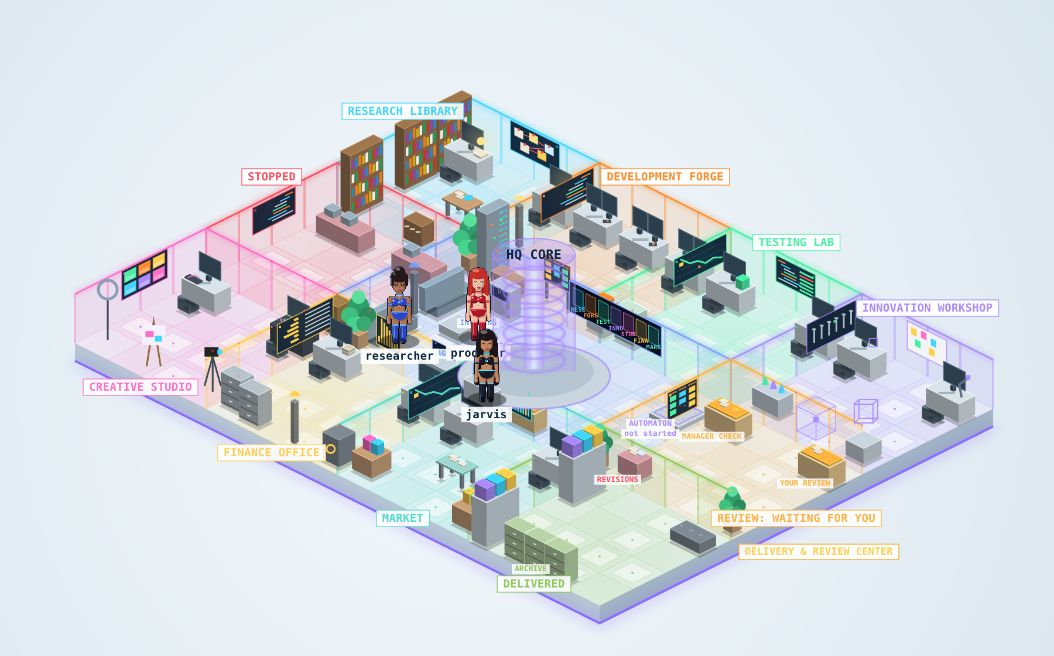 RESEARCH LIBRARY
STOPPED
DEVELOPMENT FORGE
TESTING LAB
HQ CORE
INNOVATION WORKSHOP
researcher
jarvis
CREATIVE STUDIO
AUTOMATON
not started
MANAGER CHECK
FINANCE OFFICE
REVISIONS
YOUR REVIEW
MARKET
REVIEW: WAITING FOR YOU
DELIVERY & REVIEW CENTER
ARCHIVE
DELIVERED